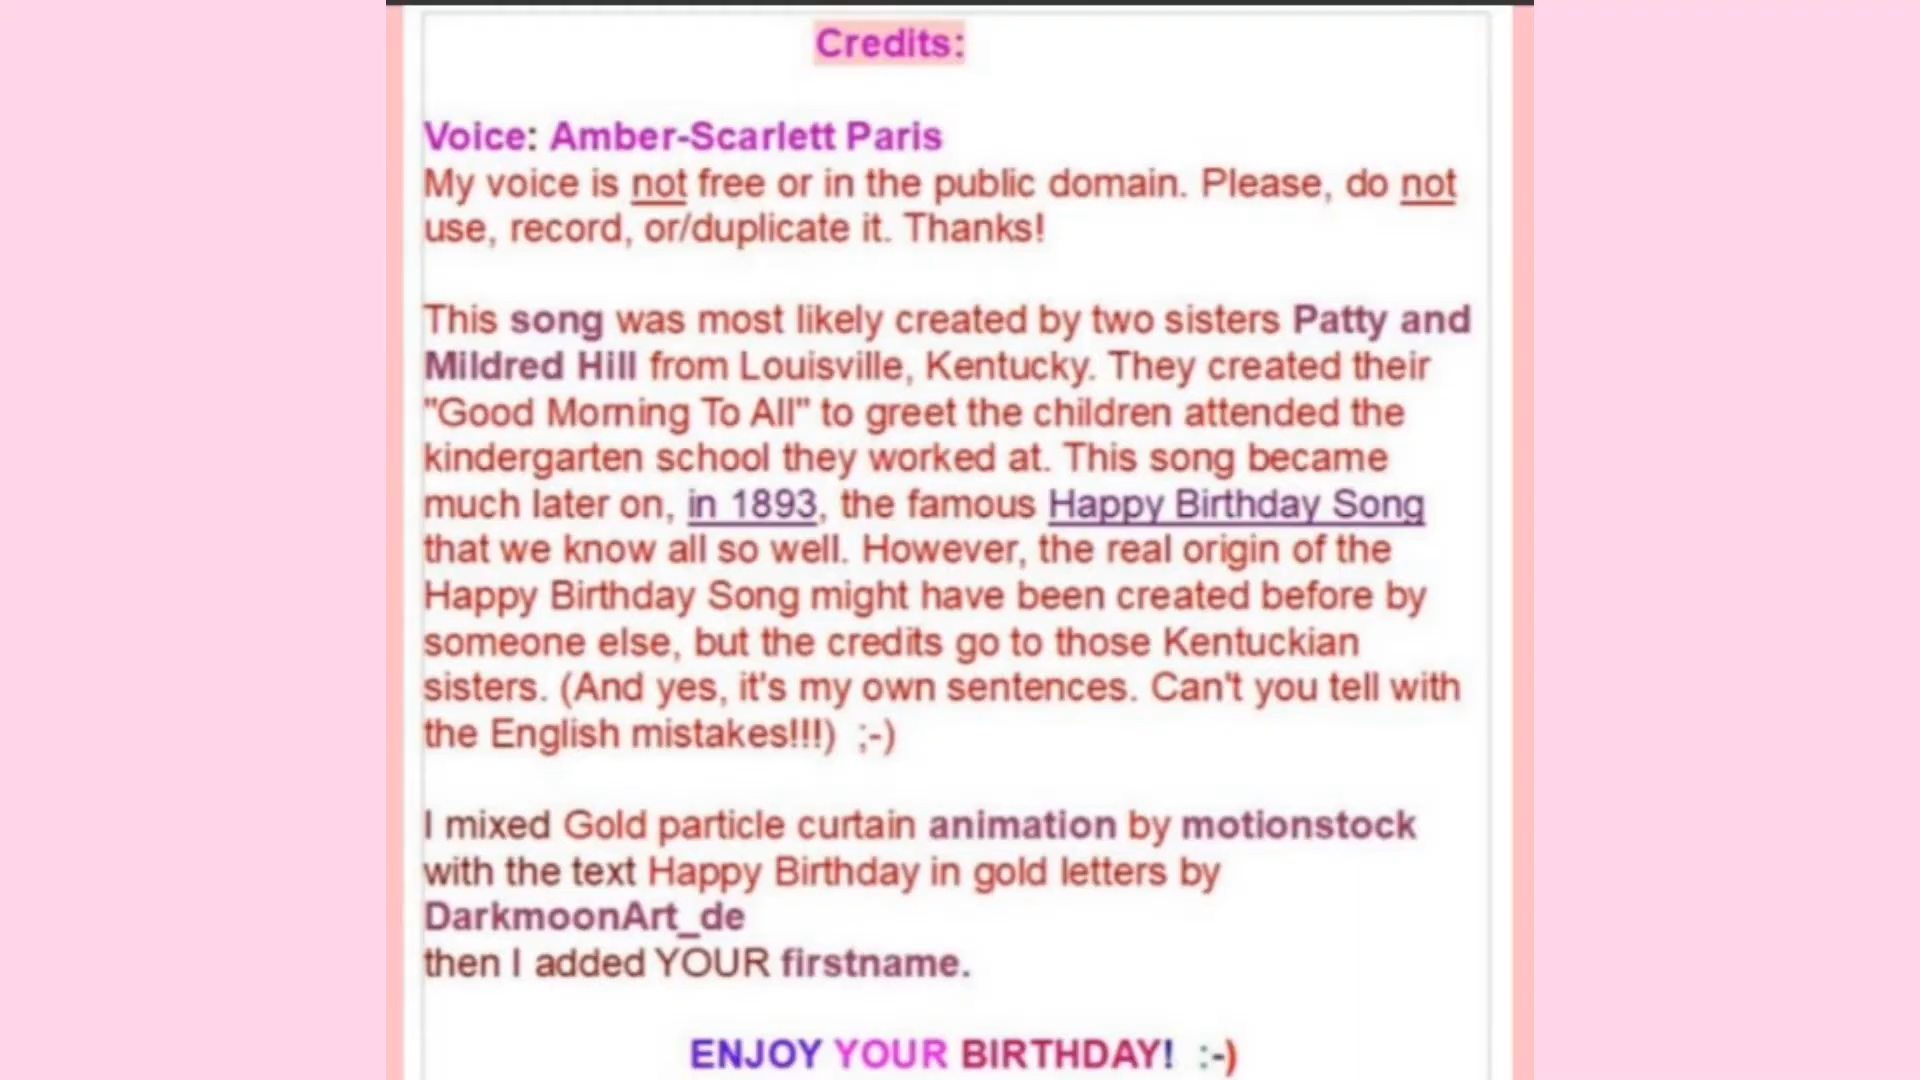 Credits:
Voice: Amber-Scarlett Paris
My voice is not free or in the public domain. Please, do not
use, record, or/duplicate it. Thanks!
This song was most likely created by two sisters Patty and
Mildred Hill from Louisville, Kentucky. They created their
"Good Morning To All" to greet the children attended the
kindergarten school they worked at. This song became
much later on, in 1893, the famous Happy Birthday Song
that we know all so well. However, the real origin of the
Happy Birthday Song might have been created before by
someone else, but the credits go to those Kentuckian
sisters. (And yes, it's my own sentences. Can't you tell with
the English mistakes!!!)  ;-)
I mixed Gold particle curtain animation by motionstock
with the text Happy Birthday in gold letters by
DarkmoonArt_de
then I added YOUR firstname.
ENJOY YOUR BIRTHDAY!  :-)